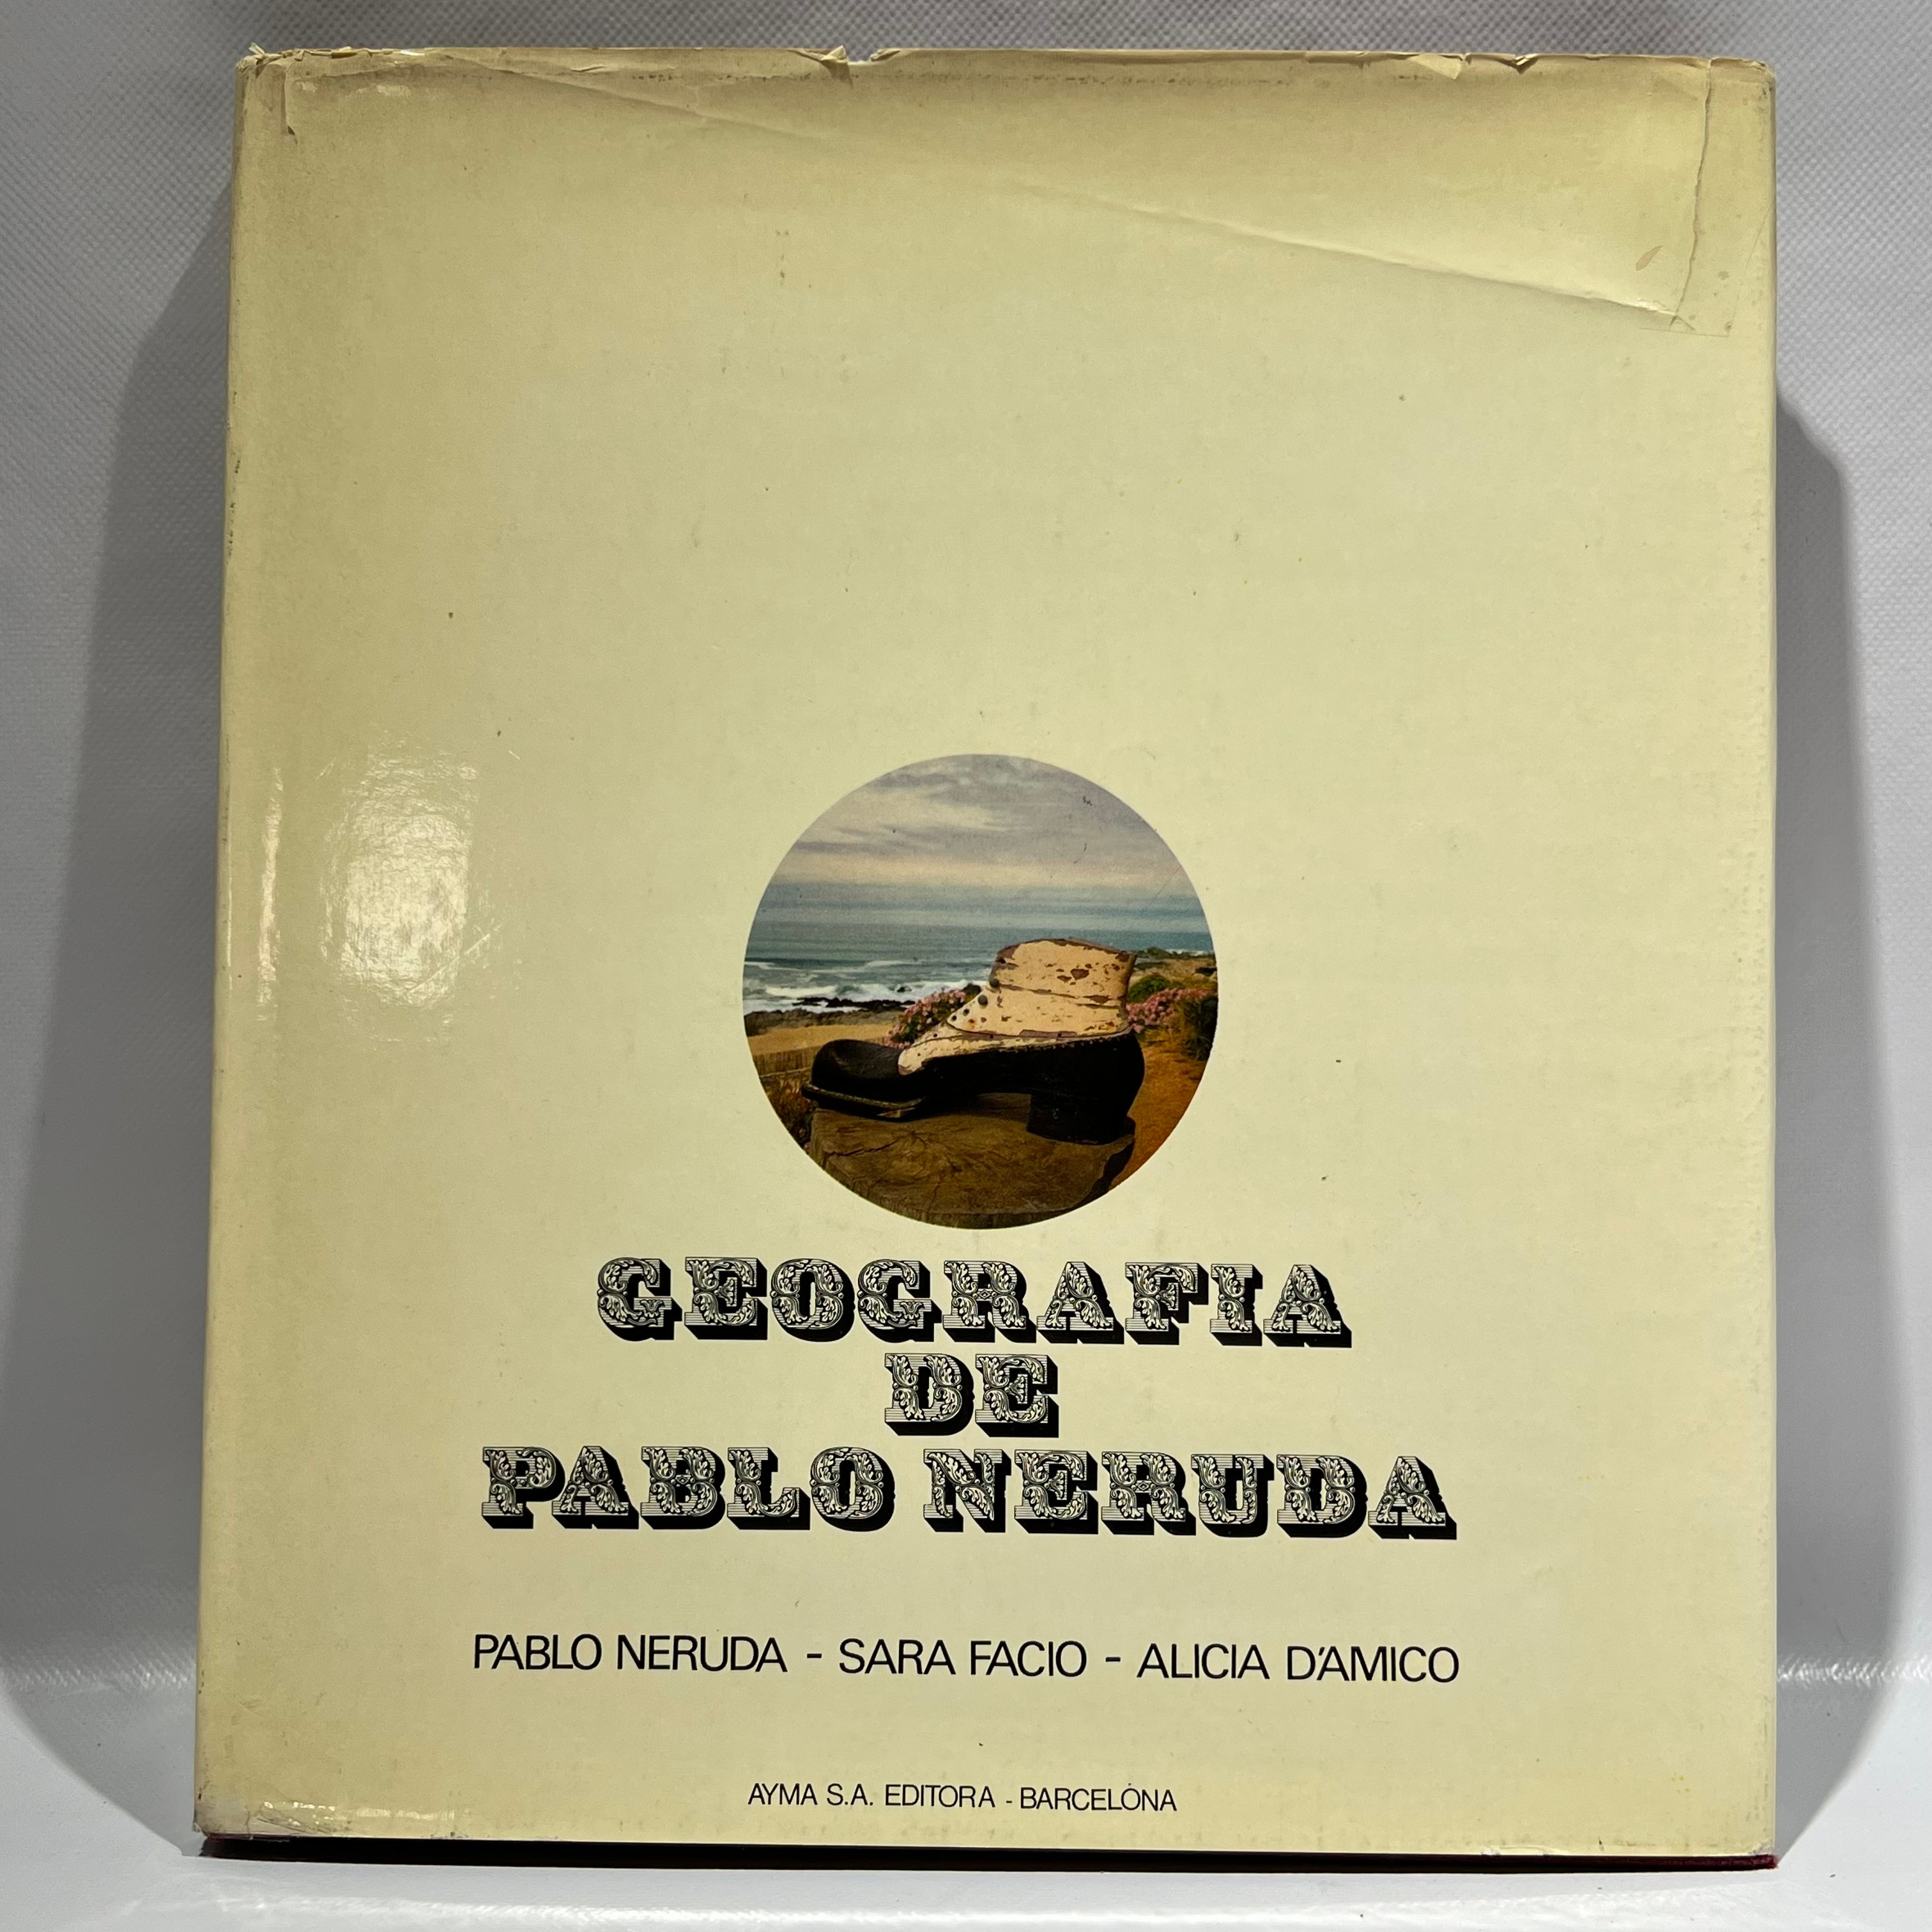 GEOGRAFIA
DE
PABLO NERUDA
PABLO NERUDA - SARA FACIO - ALICIA D'AMICO
AYMA S.A. EDITORA - BARCELONA